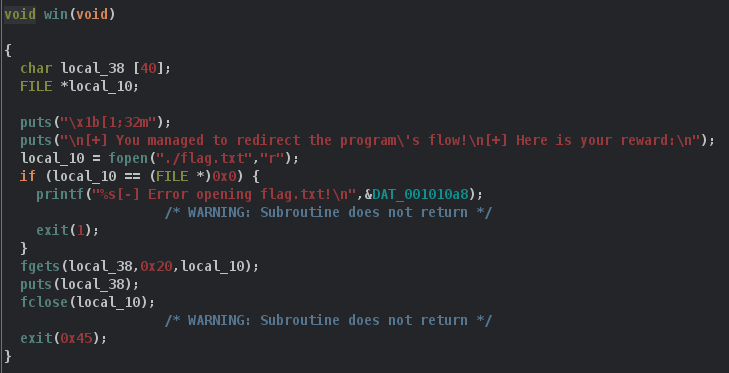 void win(void)
{
char local_38 [40];
FILE *local_10;
puts("\x1b[1;32m");
puts("\n[+] You managed to redirect the program\'s flow!\n[+] Here is your reward:\n");
local_10 = fopen("./flag.txt","r");
if (local_10 == (FILE *)0x0) {
printf("%s[-] Error opening flag.txt!\n",&DAT_001010a8);
/* WARNING: Subroutine does not return */
exit(1);
}
fgets(local_38,0x20,local_10);
puts(local_38);
fclose(local_10);
/* WARNING: Subroutine does not return */
exit(0x45);
}